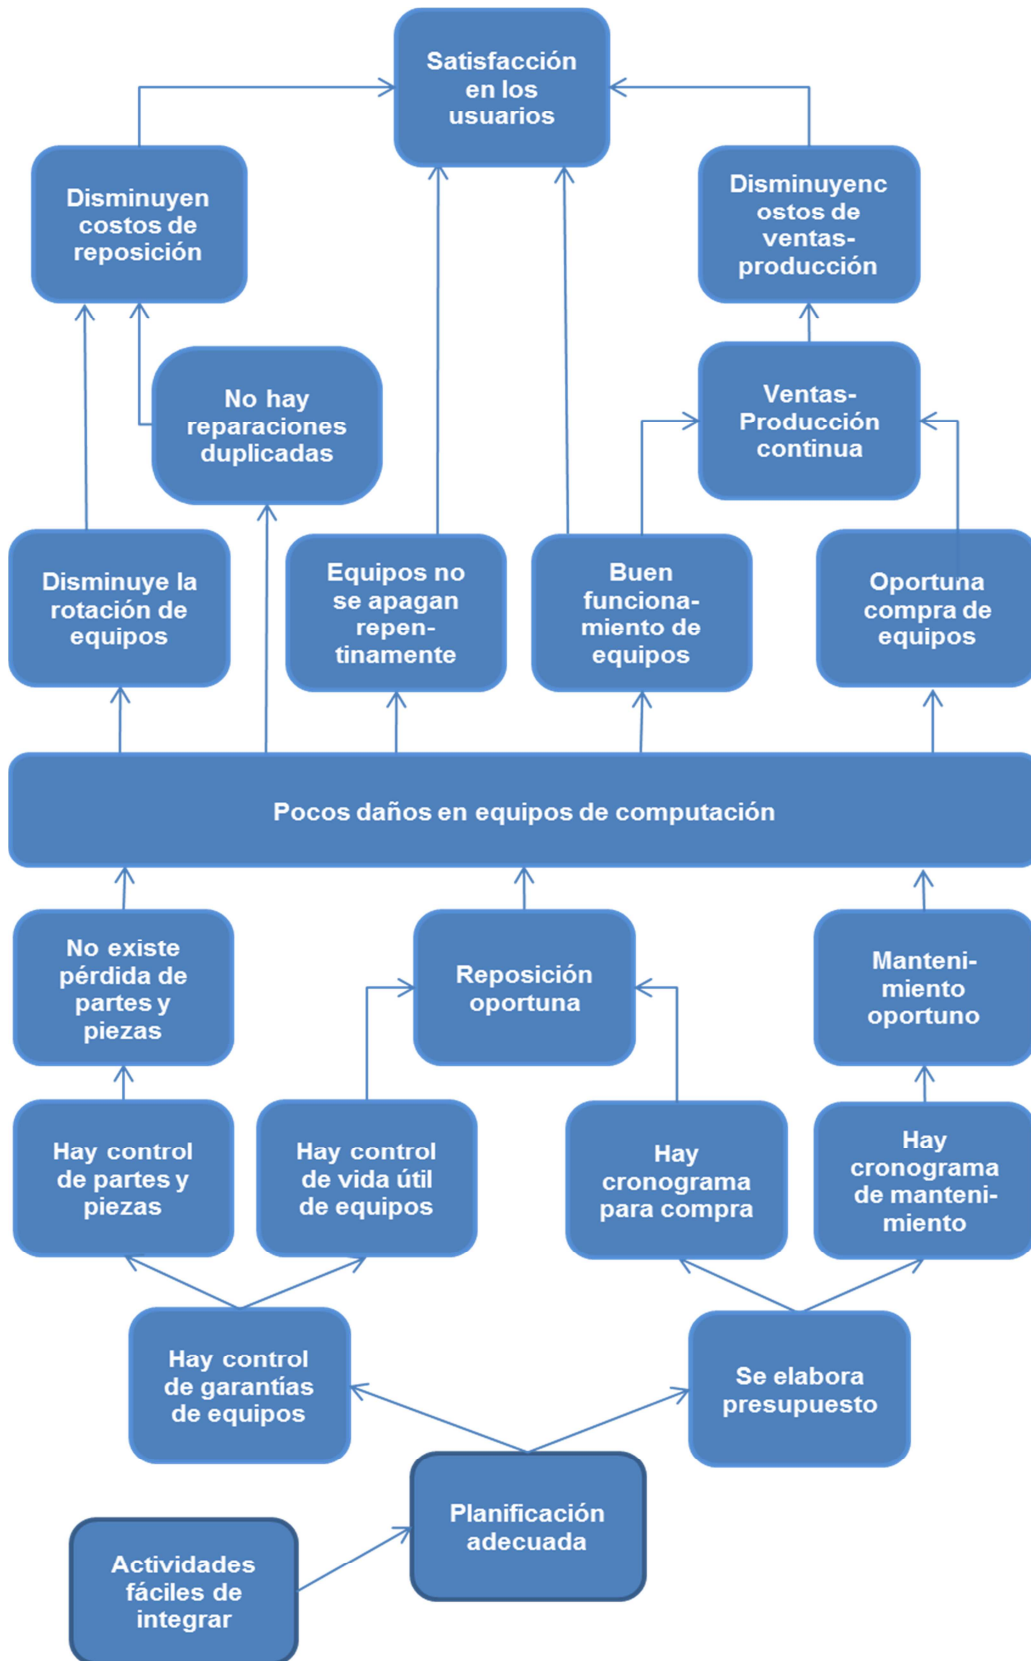 Satisfacción
en los
usuarios
Disminuyen
costos de
reposición
Disminuyenc
ostos de
ventas-
producción
No hay
reparaciones
duplicadas
Ventas-
Producción
continua
Disminuye la
rotación de
equipos
Equipos no
se apagan
repen-
tinamente
Buen
funciona-
miento de
equipos
Oportuna
compra de
equipos
Pocos daños en equipos de computación
No existe
pérdida de
partes y
piezas
Reposición
oportuna
Manteni-
miento
oportuno
Hay control
de partes y
piezas
Hay control
de vida útil
de equipos
Hay
cronograma
para compra
Hay
cronograma
de manteni-
miento
Hay control
de garantías
de equipos
Se elabora
presupuesto
Planificación
adecuada
Actividades
fáciles de
integrar